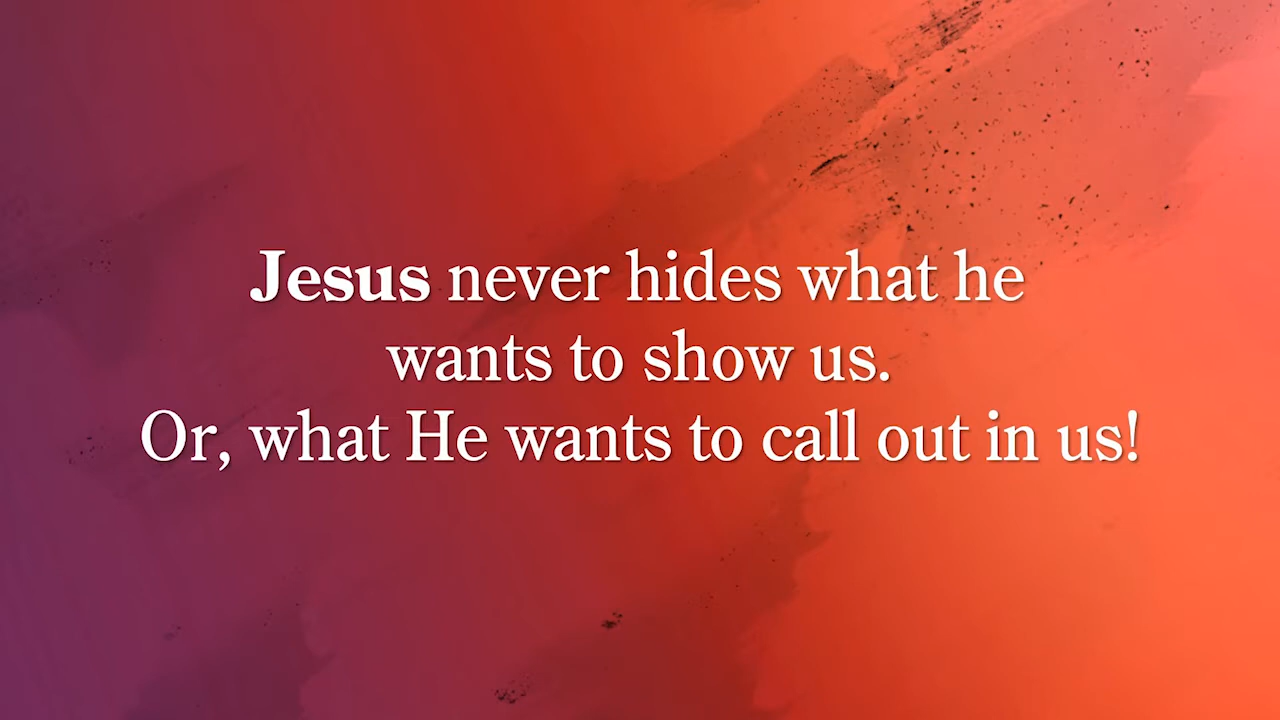 Jesus never hides what he
wants to show us.
Or, what He wants to call out in us!